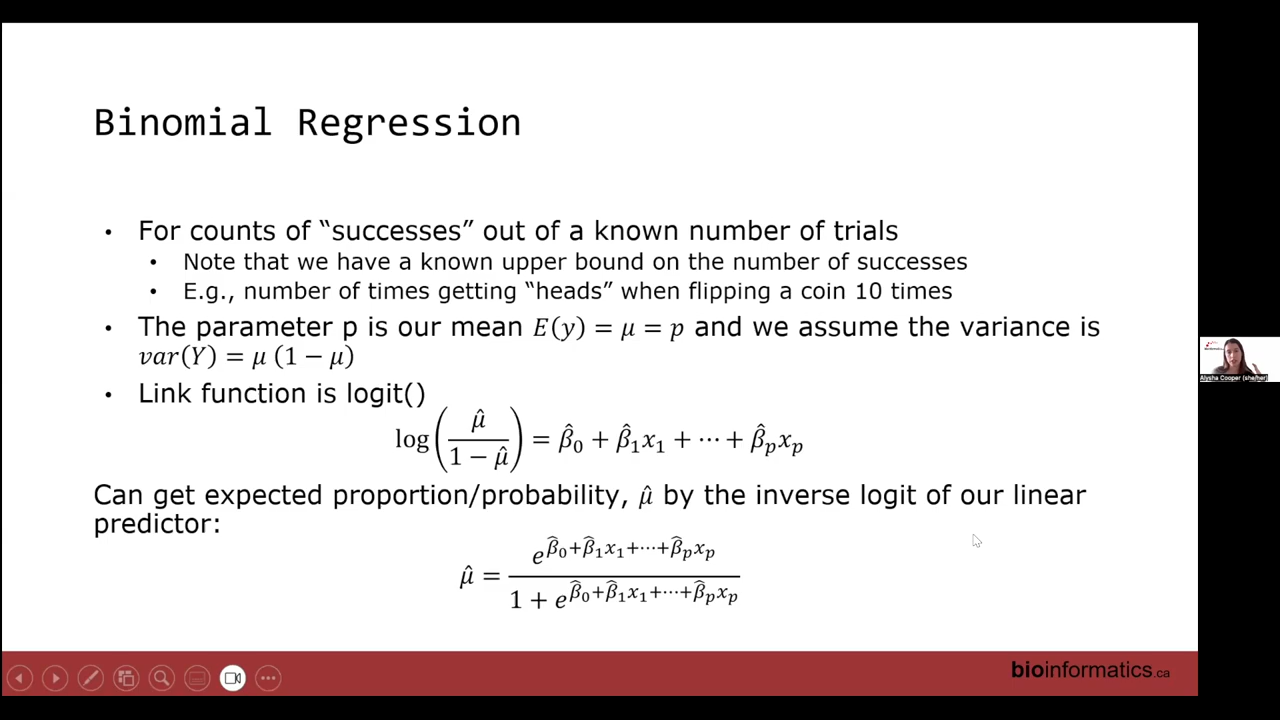 Binomial Regression
• For counts of “successes” out of a known number of trials
• Note that we have a known upper bound on the number of successes
• E.g., number of times getting “heads” when flipping a coin 10 times
• The parameter p is our mean E(y) = μ = p and we assume the variance is
var(Y) = μ (1 − μ)
• Link function is logit()
log(μ̂ / (1 − μ̂)) = β̂₀ + β̂₁x₁ + ⋯ + β̂ₚxₚ
Can get expected proportion/probability, μ̂ by the inverse logit of our linear
predictor:
μ̂ = e^(β̂₀+β̂₁x₁+⋯+β̂ₚxₚ) / (1 + e^(β̂₀+β̂₁x₁+⋯+β̂ₚxₚ))
bioinformatics.ca
Alysha Cooper (she/her)